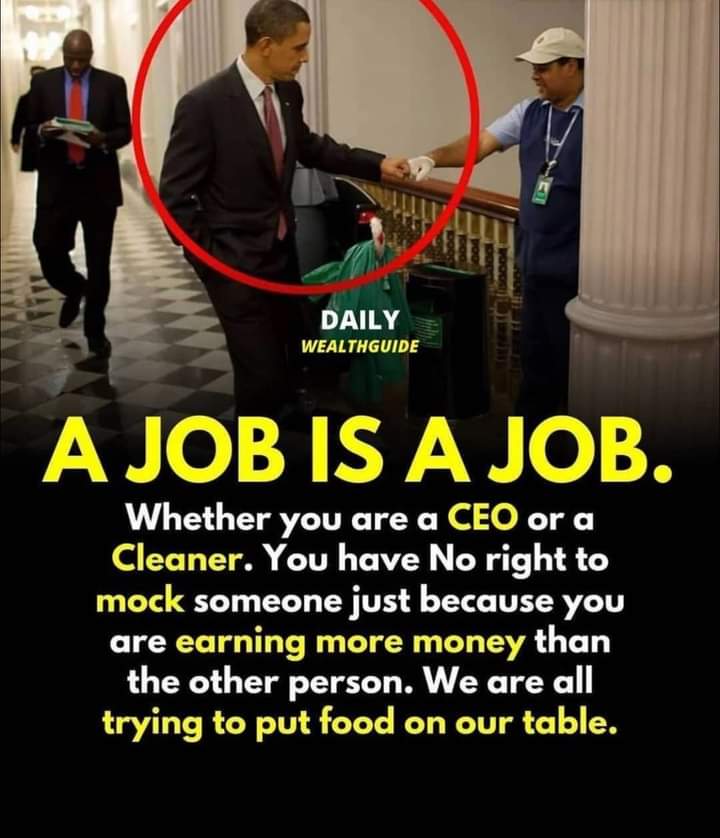 DAILY
WEALTHGUIDE
A JOB IS A JOB.
Whether you are a CEO or a
Cleaner. You have No right to
mock someone just because you
are earning more money than
the other person. We are all
trying to put food on our table.